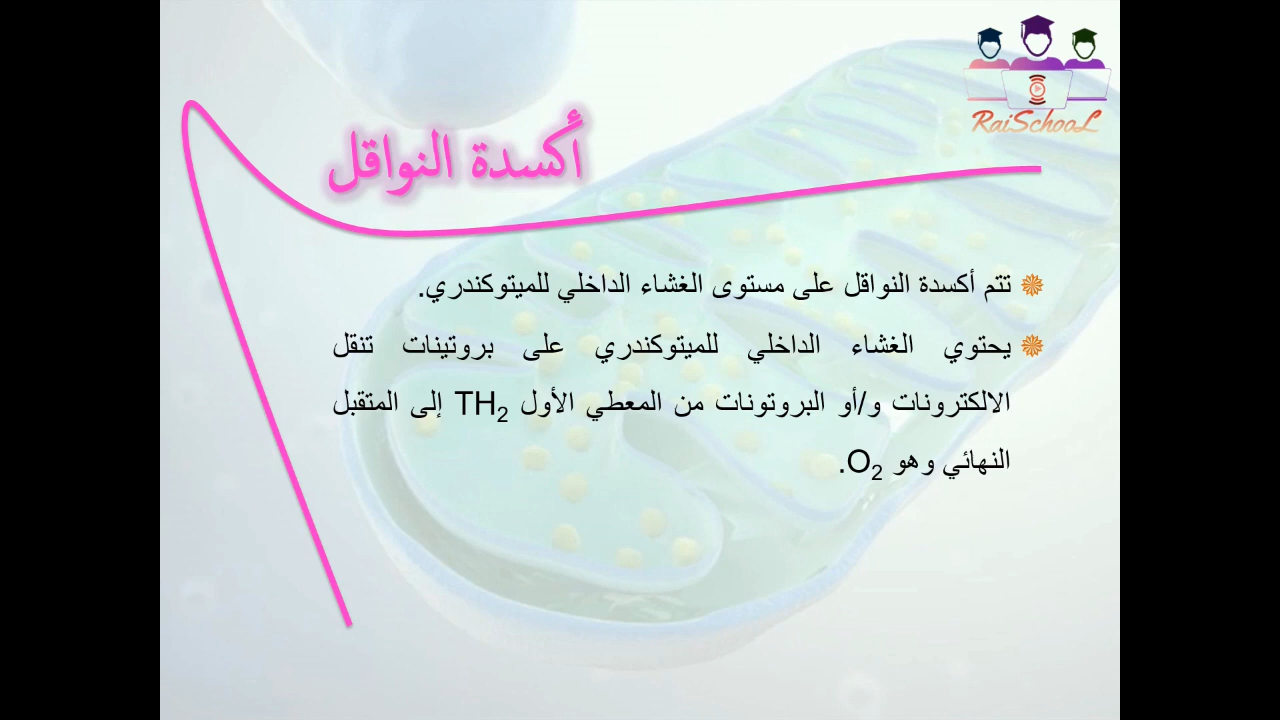 RaiSchooL
أكسدة النواقل
تتم أكسدة النواقل على مستوى الغشاء الداخلي للميتوكندري.
يحتوي الغشاء الداخلي للميتوكندري على بروتينات تنقل
الالكترونات و/أو البروتونات من المعطي الأول TH₂ إلى المتقبل
النهائي وهو O₂.